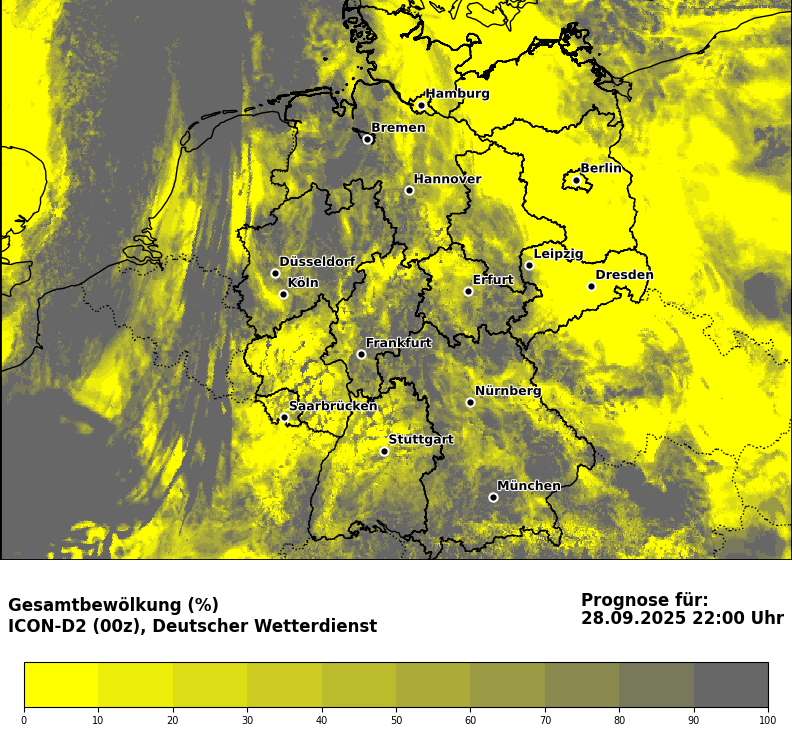 Hamburg
Bremen
Berlin
Hannover
Leipzig
Düsseldorf
Dresden
Köln
Erfurt
Frankfurt
Nürnberg
Saarbrücken
Stuttgart
München
Gesamtbewölkung (%)
ICON-D2 (00z), Deutscher Wetterdienst
Prognose für:
28.09.2025 22:00 Uhr
0 10 20 30 40 50 60 70 80 90 100